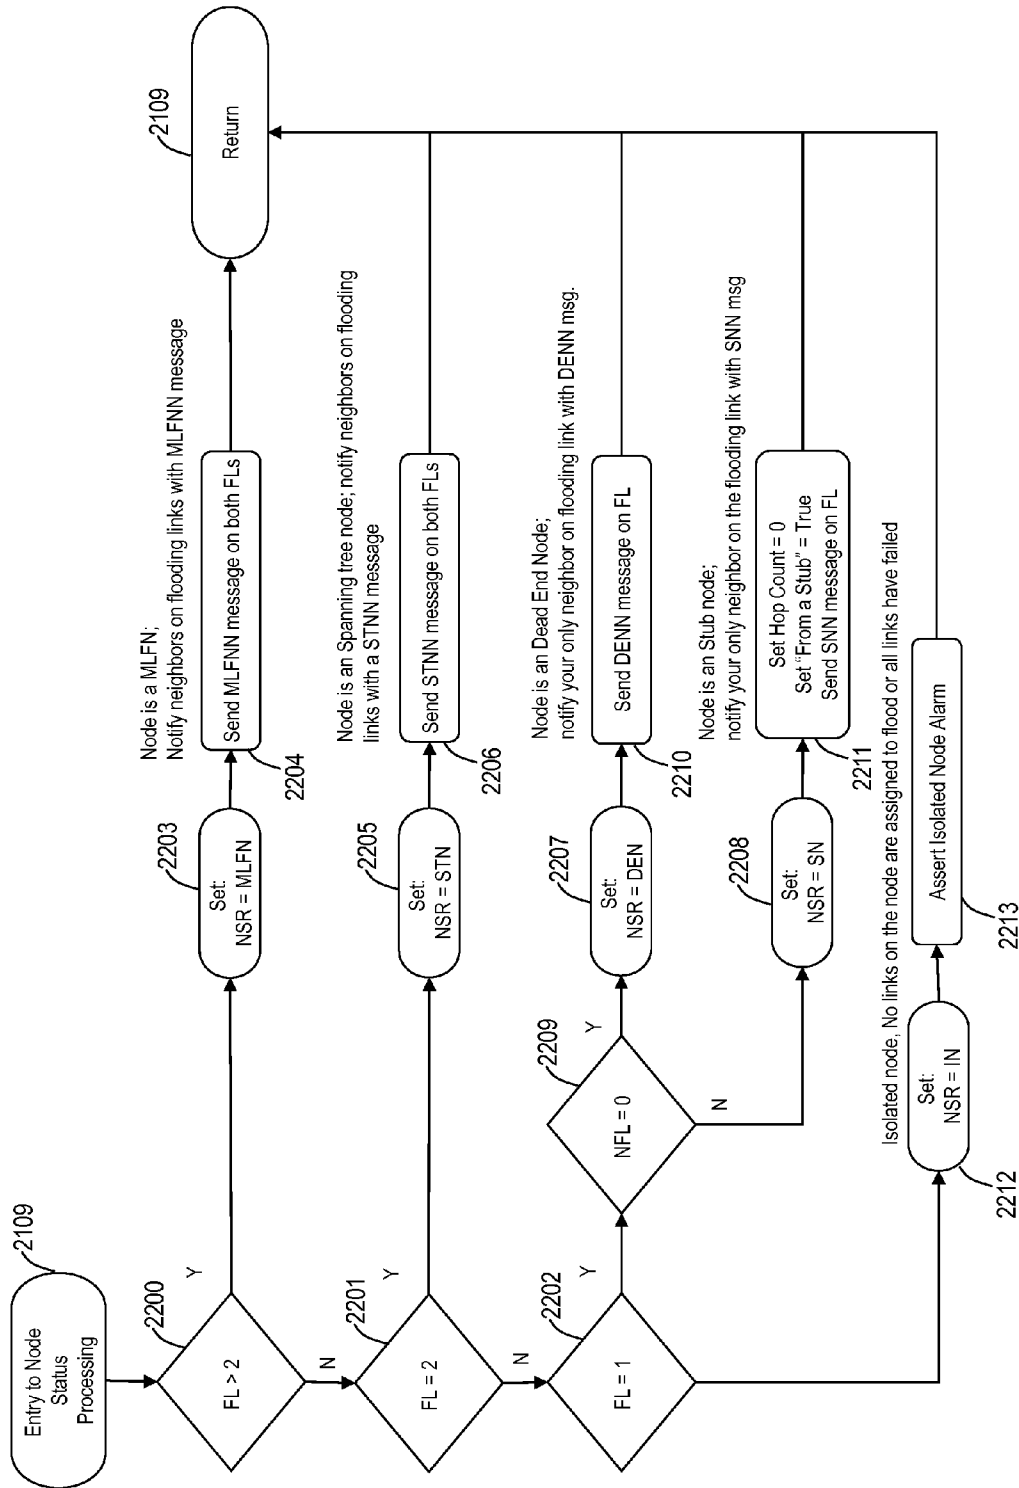 Entry to Node
Status
Processing
2109
FL > 2
2200
Y
N
Set:
NSR = MLFN
2203
Node is a MLFN;
Notify neighbors on flooding links with MLFNN message
Send MLFNN message on both FLs
2204
Return
2109
FL = 2
2201
Y
N
Set:
NSR = STN
2205
Node is an Spanning tree node; notify neighbors on flooding
links with a STNN message
Send STNN message on both FLs
2206
FL = 1
2202
Y
NFL = 0
2209
Y
N
Set:
NSR = DEN
2207
Node is an Dead End Node;
notify your only neighbor on flooding link with DENN msg.
Send DENN message on FL
2210
Set:
NSR = SN
2208
Node is an Stub node;
notify your only neighbor on the flooding link with SNN msg
Set Hop Count = 0
Set “From a Stub” = True
Send SNN message on FL
2211
Isolated node, No links on the node are assigned to flood or all links have failed
Set:
NSR = IN
2212
Assert Isolated Node Alarm
2213